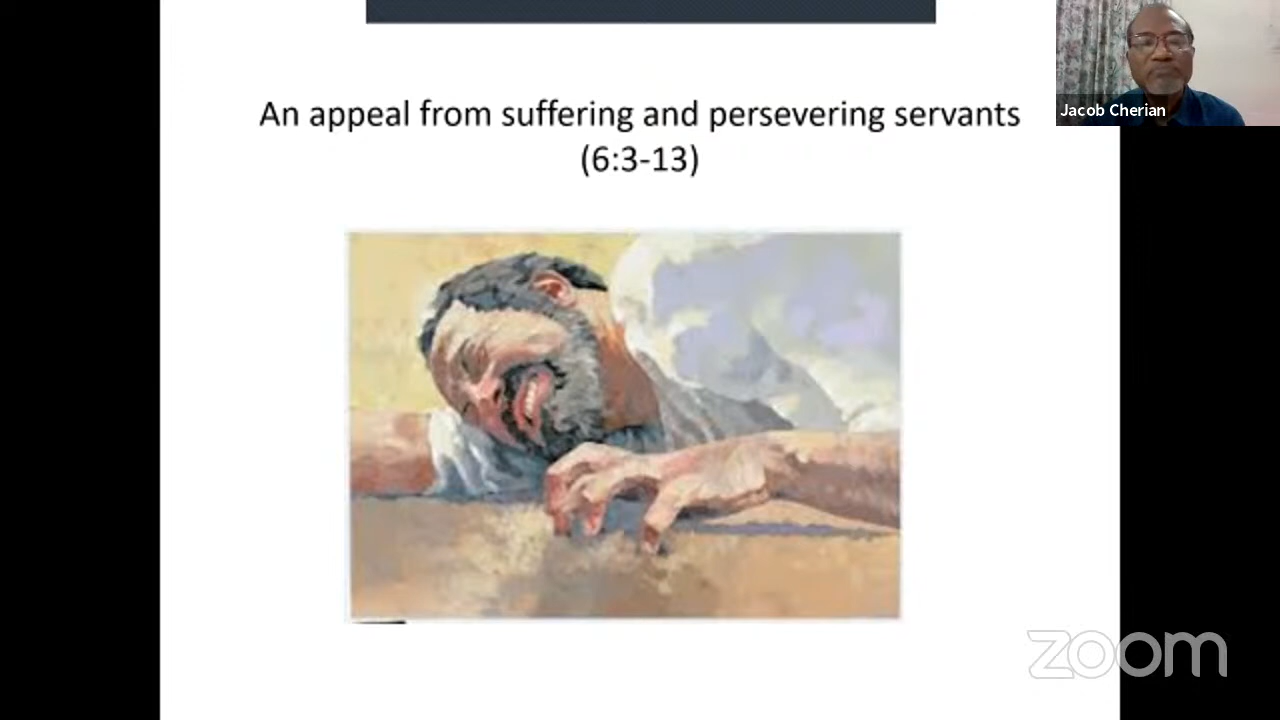 An appeal from suffering and persevering servants
(6:3-13)
Jacob Cherian
zoom